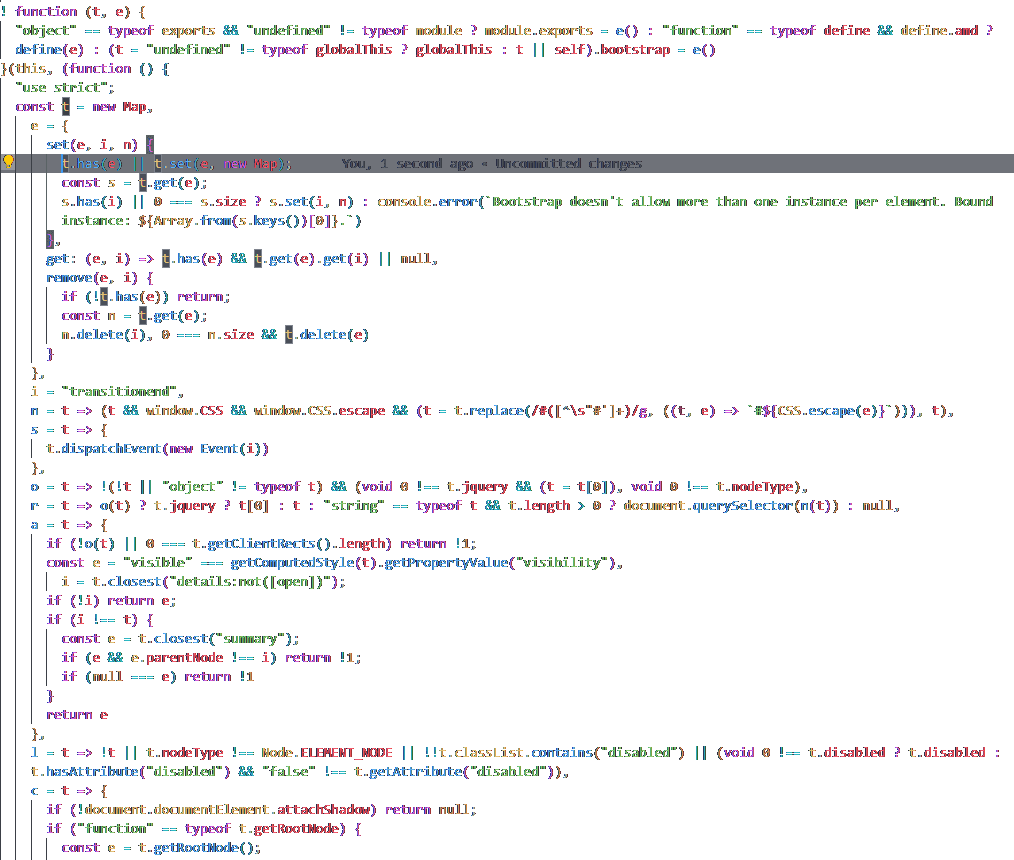 ! function (t, e) {
"object" == typeof exports && "undefined" != typeof module ? module.exports = e() : "function" == typeof define && define.amd ?
define(e) : (t = "undefined" != typeof globalThis ? globalThis : t || self).bootstrap = e()
}(this, (function () {
"use strict";
const t = new Map,
e = {
set(e, i, n) {
t.has(e) || t.set(e, new Map); You, 1 second ago • Uncommitted changes
const s = t.get(e);
s.has(i) || 0 === s.size ? s.set(i, n) : console.error(`Bootstrap doesn't allow more than one instance per element. Bound
instance: ${Array.from(s.keys())[0]}.`)
},
get: (e, i) => t.has(e) && t.get(e).get(i) || null,
remove(e, i) {
if (!t.has(e)) return;
const n = t.get(e);
n.delete(i), 0 === n.size && t.delete(e)
}
},
i = "transitionend",
n = t => (t && window.CSS && window.CSS.escape && (t = t.replace(/#([^\s"#']+)/g, ((t, e) => `#${CSS.escape(e)}`))), t),
s = t => {
t.dispatchEvent(new Event(i))
},
o = t => !(!t || "object" != typeof t) && (void 0 !== t.jquery && (t = t[0]), void 0 !== t.nodeType),
r = t => o(t) ? t.jquery ? t[0] : t : "string" == typeof t && t.length > 0 ? document.querySelector(n(t)) : null,
a = t => {
if (!o(t) || 0 === t.getClientRects().length) return !1;
const e = "visible" === getComputedStyle(t).getPropertyValue("visibility"),
i = t.closest("details:not([open])");
if (!i) return e;
if (i !== t) {
const e = t.closest("summary");
if (e && e.parentNode !== i) return !1;
if (null === e) return !1
}
return e
},
l = t => !t || t.nodeType !== Node.ELEMENT_NODE || !!t.classList.contains("disabled") || (void 0 !== t.disabled ? t.disabled :
t.hasAttribute("disabled") && "false" !== t.getAttribute("disabled")),
c = t => {
if (!document.documentElement.attachShadow) return null;
if ("function" == typeof t.getRootNode) {
const e = t.getRootNode();